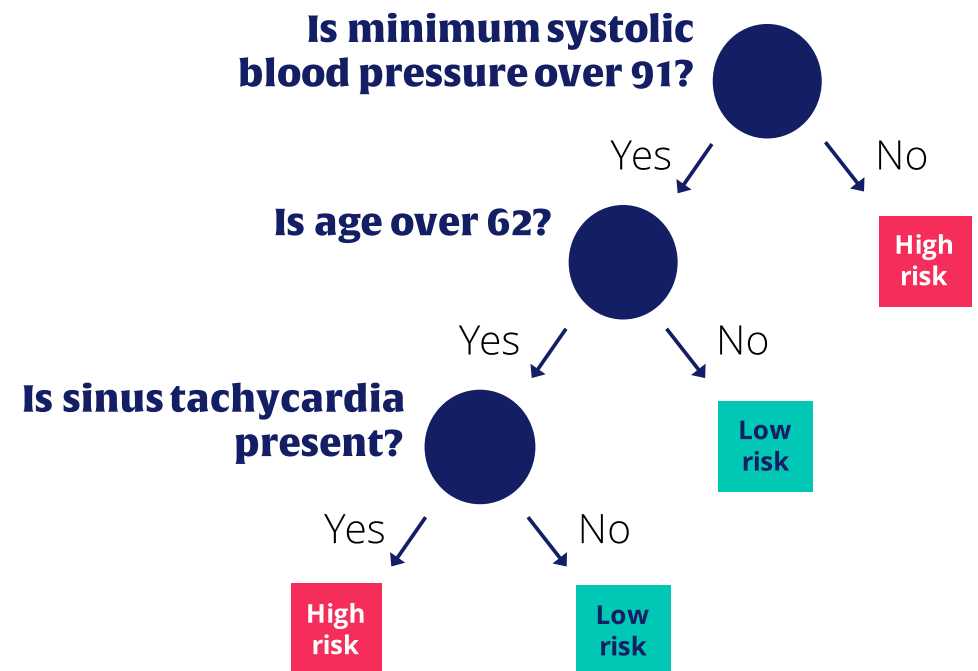 Is minimum systolic
blood pressure over 91?
Yes
No
High
risk
Is age over 62?
Yes
No
Low
risk
Is sinus tachycardia
present?
Yes
No
High
risk
Low
risk